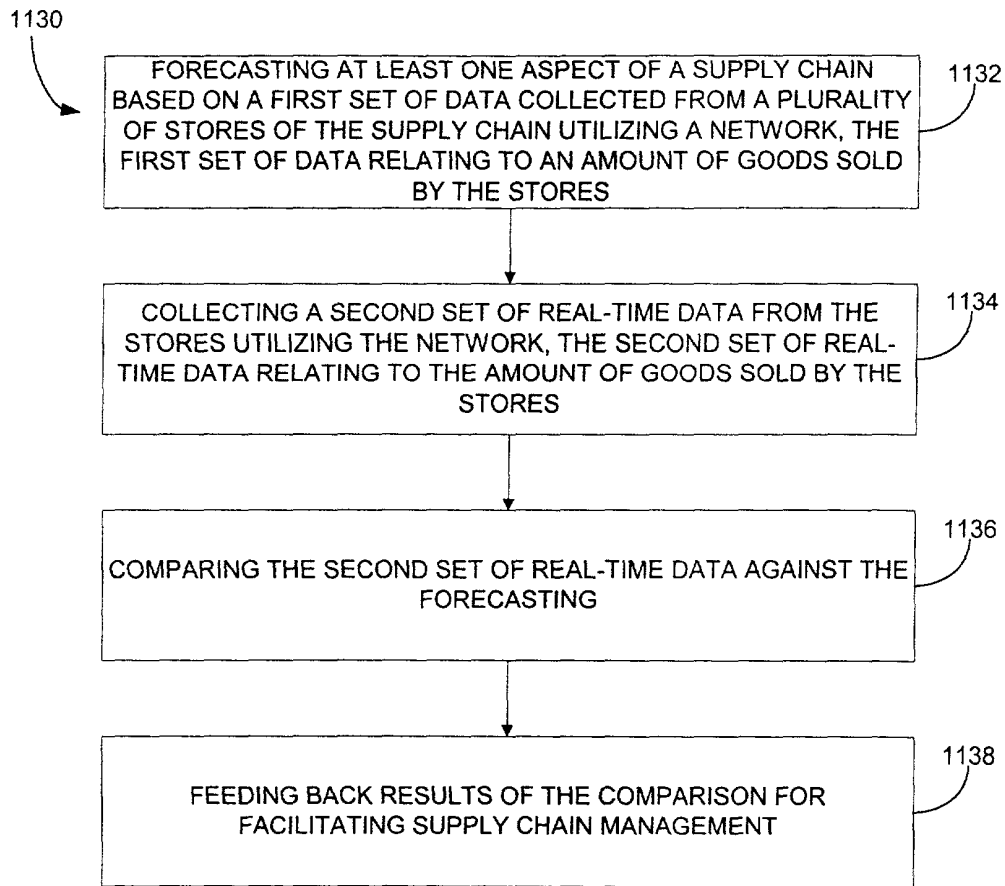 1130
FORECASTING AT LEAST ONE ASPECT OF A SUPPLY CHAIN
BASED ON A FIRST SET OF DATA COLLECTED FROM A PLURALITY
OF STORES OF THE SUPPLY CHAIN UTILIZING A NETWORK, THE
FIRST SET OF DATA RELATING TO AN AMOUNT OF GOODS SOLD
BY THE STORES
1132
COLLECTING A SECOND SET OF REAL-TIME DATA FROM THE
STORES UTILIZING THE NETWORK, THE SECOND SET OF REAL-
TIME DATA RELATING TO THE AMOUNT OF GOODS SOLD BY THE
STORES
1134
COMPARING THE SECOND SET OF REAL-TIME DATA AGAINST THE
FORECASTING
1136
FEEDING BACK RESULTS OF THE COMPARISON FOR
FACILITATING SUPPLY CHAIN MANAGEMENT
1138